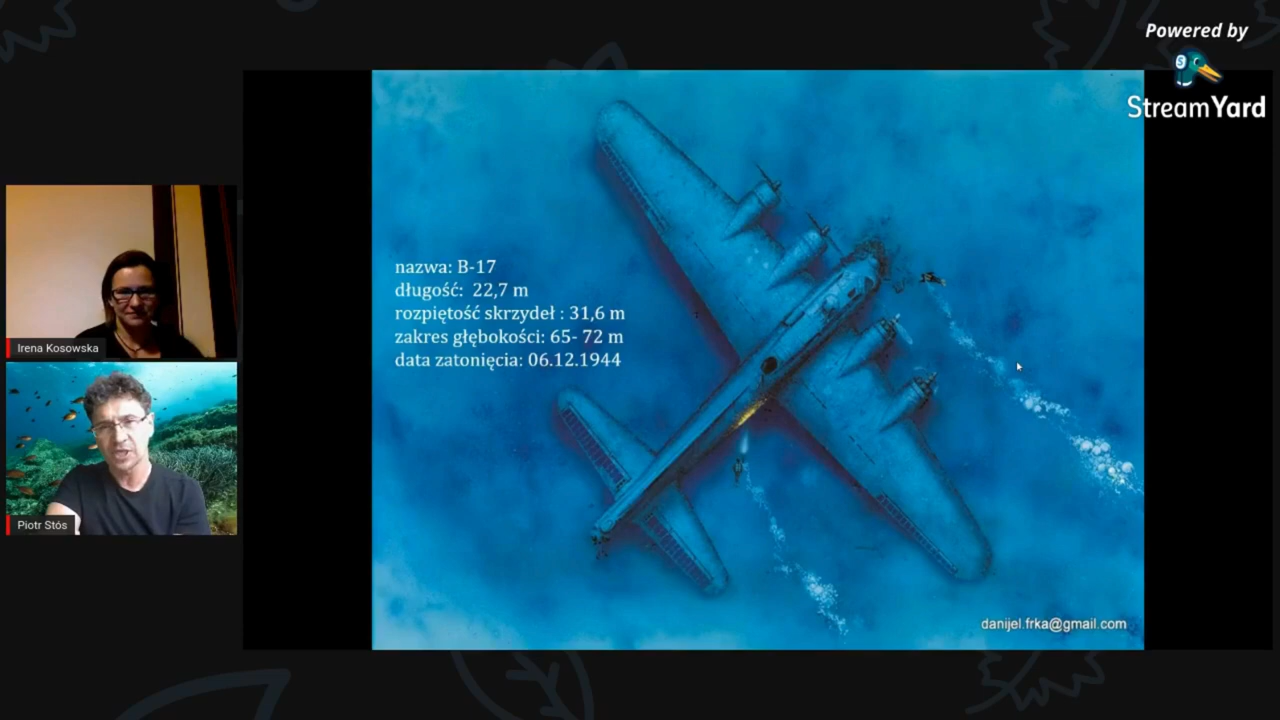 Powered by
StreamYard
nazwa: B-17
długość: 22,7 m
rozpiętość skrzydeł : 31,6 m
zakres głębokości: 65- 72 m
data zatonięcia: 06.12.1944
Irena Kosowska
Piotr Stós
danijel.frka@gmail.com